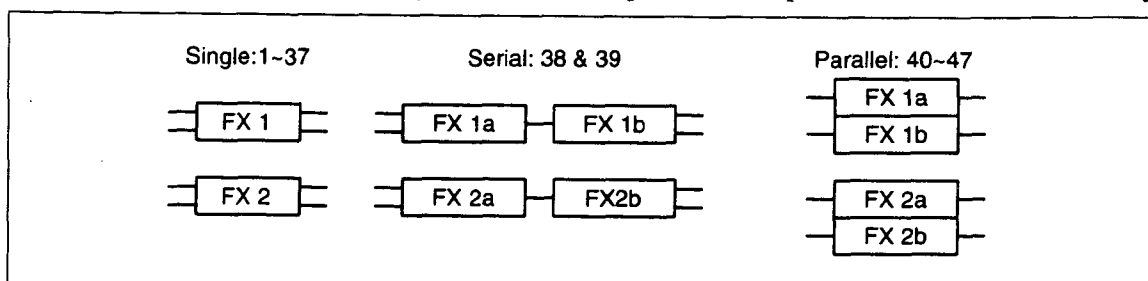 Single:1~37 Serial: 38 & 39 Parallel: 40~47
FX 1a
FX 1 FX 1a FX 1b
FX 1b
FX 2a
FX 2 FX 2a FX2b
FX 2b